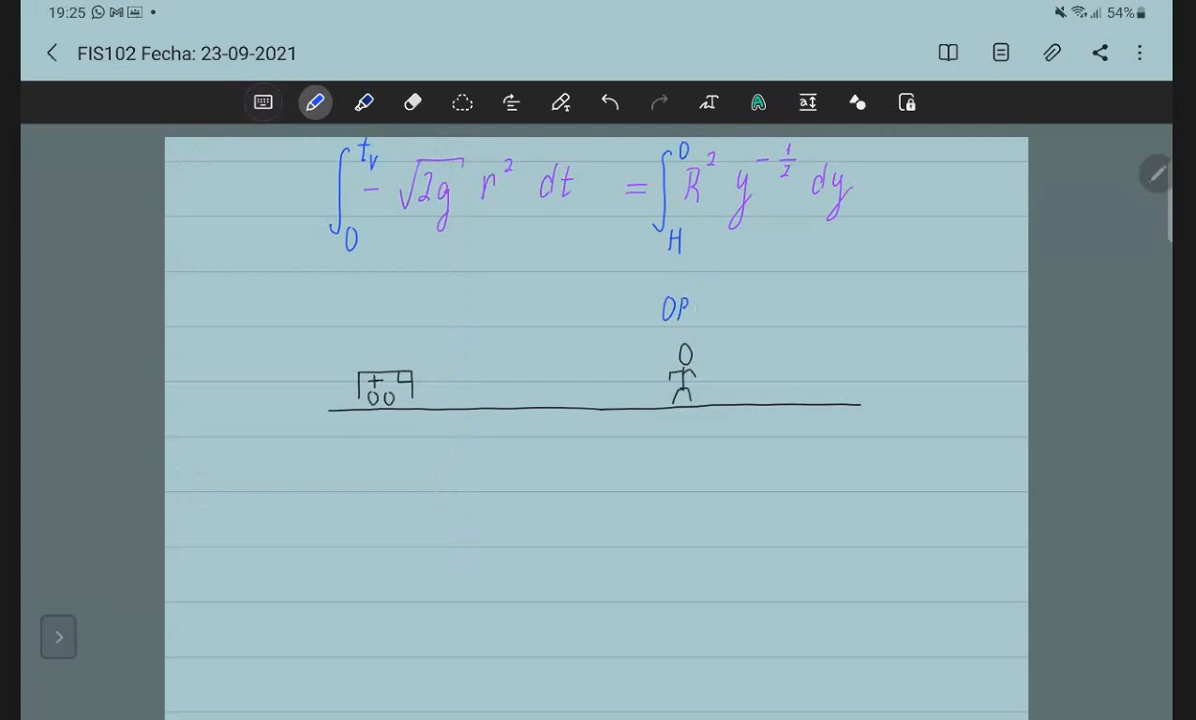 19:25 54%
FIS102 Fecha: 23-09-2021
∫₀^{t_v} -√2g r² dt = ∫_H^0 R² y^{-1/2} dy
OP